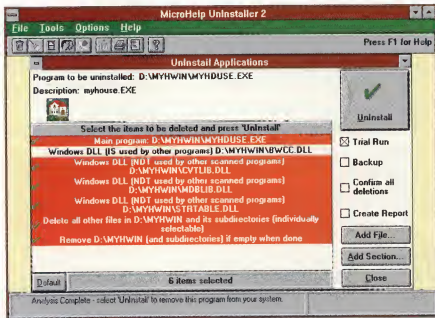 MicroHelp UnInstaller 2
File Tools Options Help
Press F1 for Help
Uninstall Applications
Program to be uninstalled: D:\MYHWIN\MYHDUSE.EXE
Description: myhouse.EXE
Uninstall
Select the items to be deleted and press 'Uninstall'
Main program: D:\MYHWIN\MYHDUSE.EXE
Windows DLL (IS used by other programs) D:\MYHWIN\BWCC.DLL
Windows DLL (NDT used by other scanned programs)
D:\MYHWIN\CVTLIB.DLL
Windows DLL (NDT used by other scanned programs)
D:\MYHWIN\MDBLIB.DLL
Windows DLL (NDT used by other scanned programs)
D:\MYHWIN\STRTABLE.DLL
Delete all other files in D:\MYHWIN and its subdirectories (individually
selectable)
Remove D:\MYHWIN (and subdirectories) if empty when done
Trial Run
Backup
Confirm all
deletions
Create Report
Add File...
Add Section...
Default
6 items selected
Close
Analysis Complete - select 'UnInstall' to remove this program from your system.